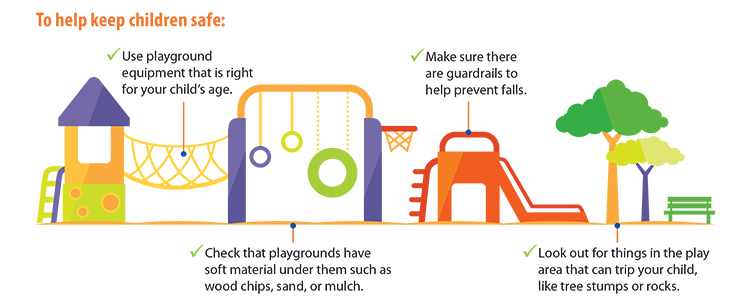 To help keep children safe:
Use playground
equipment that is right
for your child's age.
Make sure there
are guardrails to
help prevent falls.
Check that playgrounds have
soft material under them such as
wood chips, sand, or mulch.
Look out for things in the play
area that can trip your child,
like tree stumps or rocks.